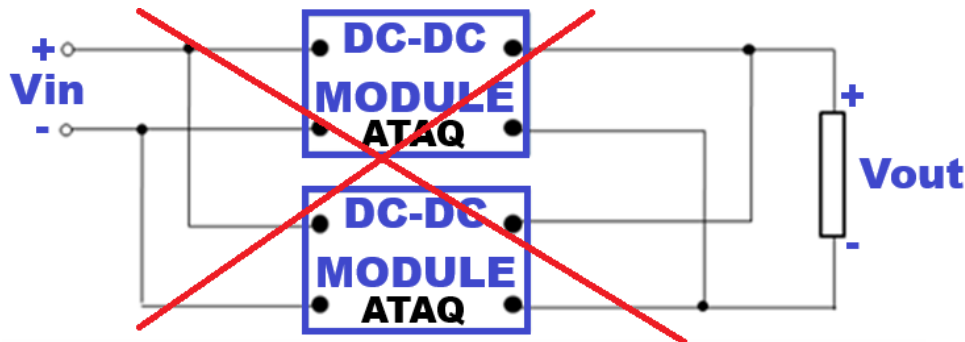 +
Vin
-
DC-DC
MODULE
ATAQ
DC-DC
MODULE
ATAQ
+
Vout
-